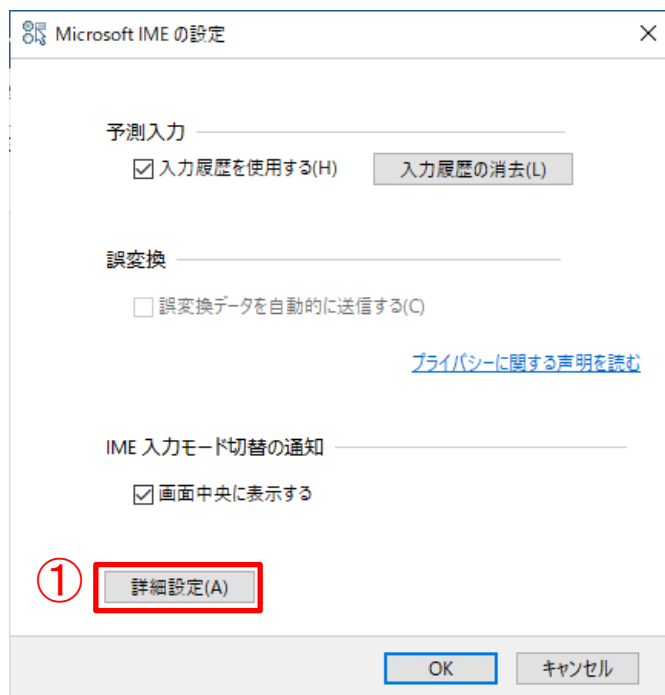 Microsoft IME の設定
予測入力
入力履歴を使用する(H)
入力履歴の消去(L)
誤変換
誤変換データを自動的に送信する(C)
プライバシーに関する声明を読む
IME 入力モード切替の通知
画面中央に表示する
①
詳細設定(A)
OK
キャンセル